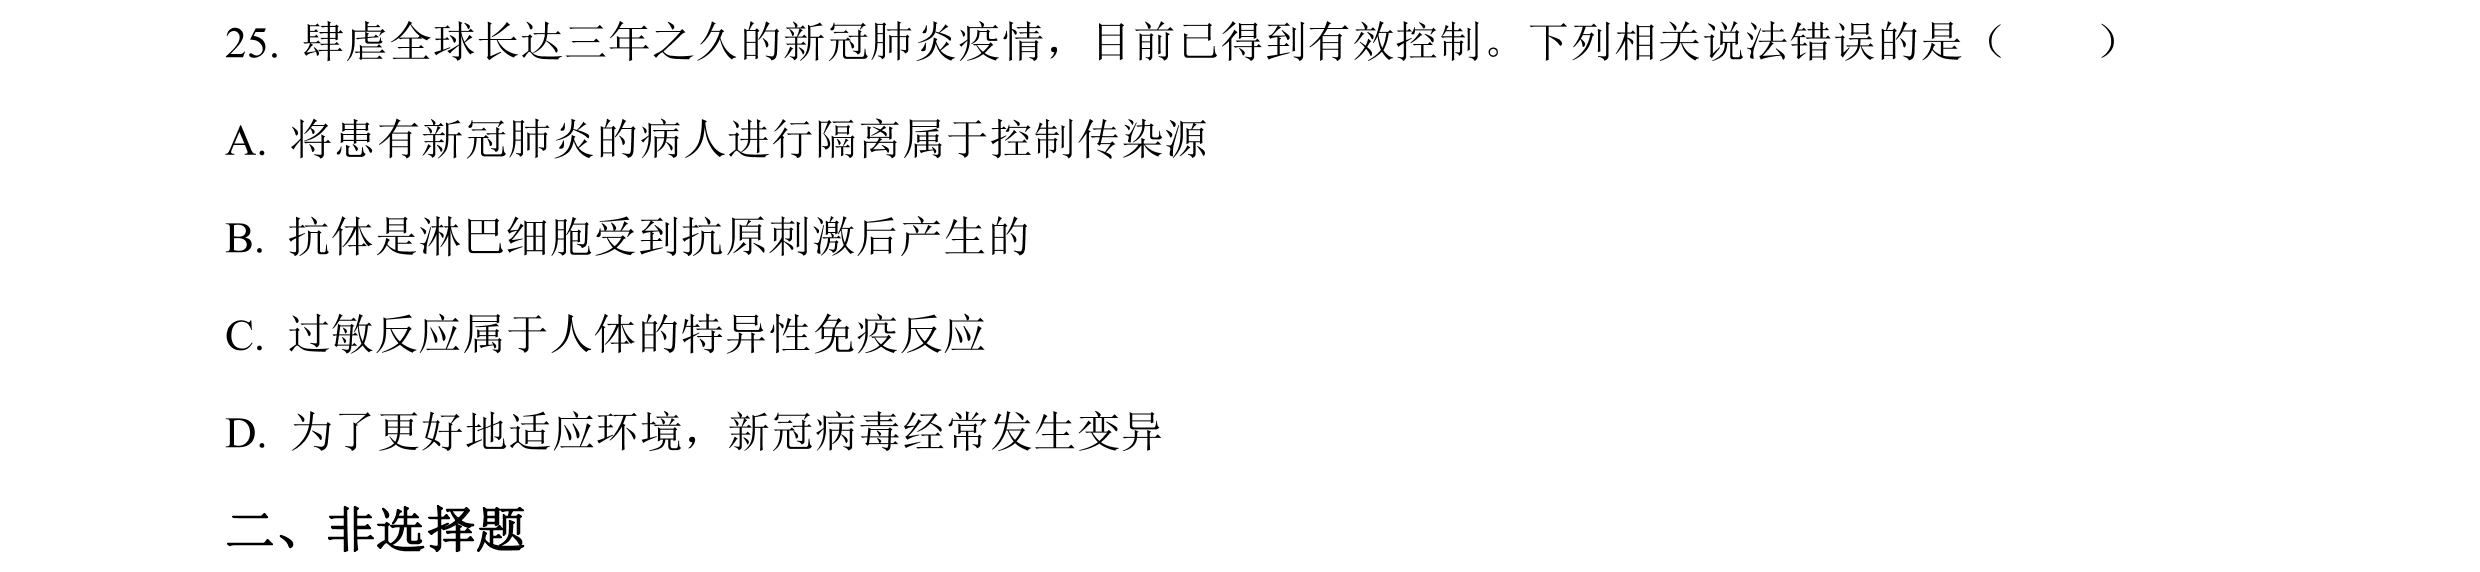 25. 肆虐全球长达三年之久的新冠肺炎疫情，目前已得到有效控制。下列相关说法错误的是（　　）
A. 将患有新冠肺炎的病人进行隔离属于控制传染源
B. 抗体是淋巴细胞受到抗原刺激后产生的
C. 过敏反应属于人体的特异性免疫反应
D. 为了更好地适应环境，新冠病毒经常发生变异
二、非选择题